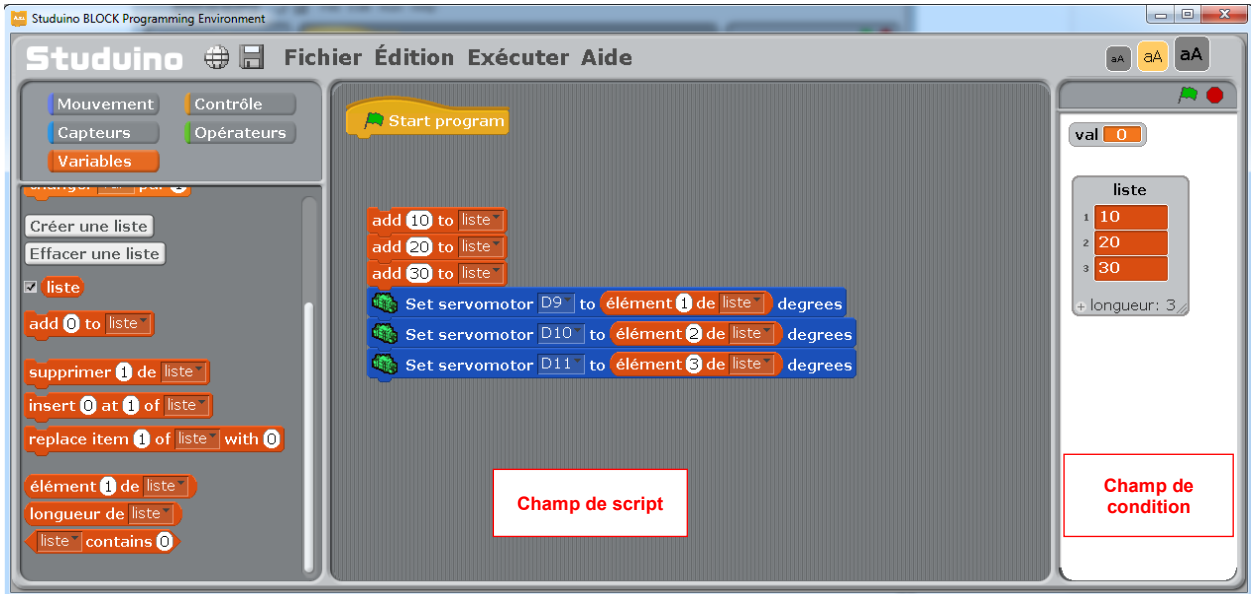 Studuino BLOCK Programming Environment
Studuino Fichier Édition Exécuter Aide aA aA aA
Mouvement Contrôle
Capteurs Opérateurs
Variables
changer par 1
Créer une liste
Effacer une liste
liste
add 0 to liste
supprimer 1 de liste
insert 0 at 1 of liste
replace item 1 of liste with 0
élément 1 de liste
longueur de liste
liste contains 0
Start program
add 10 to liste
add 20 to liste
add 30 to liste
Set servomotor D9 to élément 1 de liste degrees
Set servomotor D10 to élément 2 de liste degrees
Set servomotor D11 to élément 3 de liste degrees
Champ de script
val 0
liste
1 10
2 20
3 30
+ longueur: 3
Champ de
condition